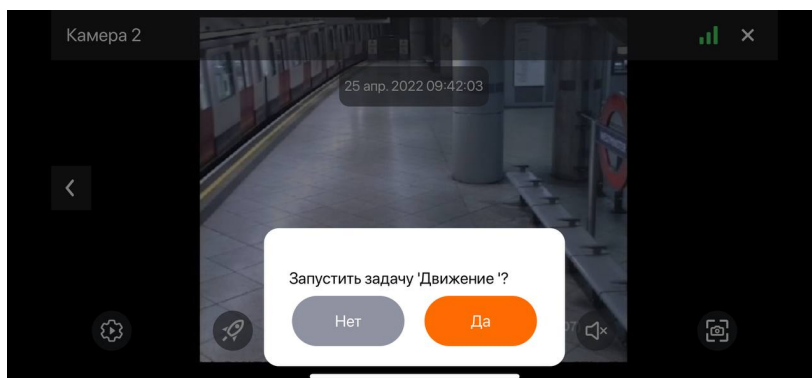 Камера 2
25 апр. 2022 09:42:03
Запустить задачу 'Движение '?
Нет
Да